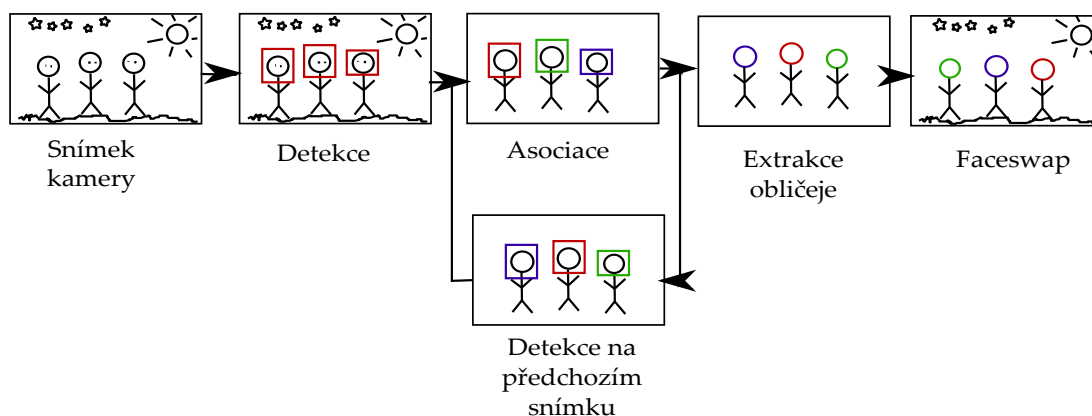 Snímek
kamery
Detekce
Asociace
Extrakce
obličeje
Faceswap
Detekce na
předchozím
snímku